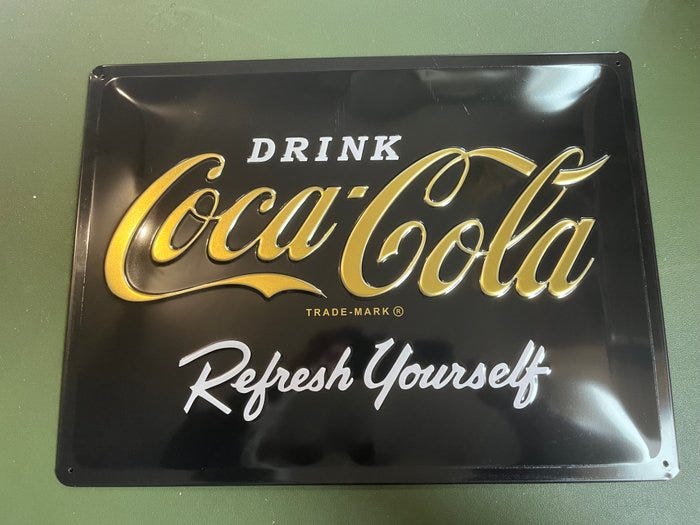 DRINK
Coca-Cola
TRADE-MARK ®
Refresh Yourself